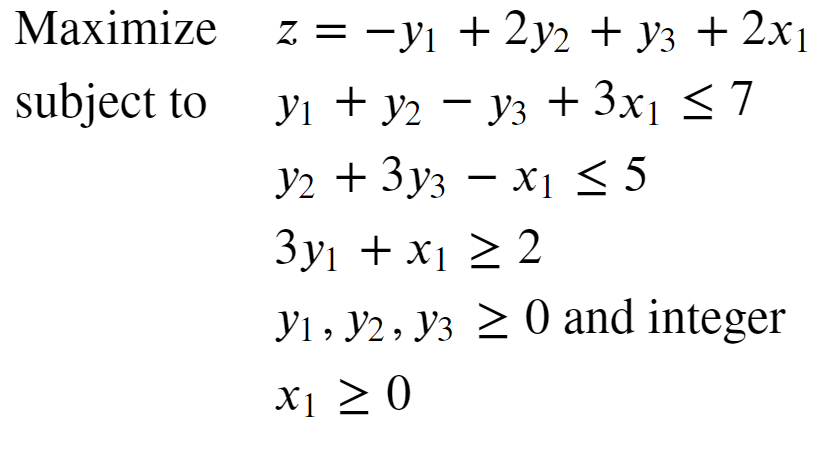 Maximize z = −y₁ + 2y₂ + y₃ + 2x₁
subject to y₁ + y₂ − y₃ + 3x₁ ≤ 7
y₂ + 3y₃ − x₁ ≤ 5
3y₁ + x₁ ≥ 2
y₁, y₂, y₃ ≥ 0 and integer
x₁ ≥ 0